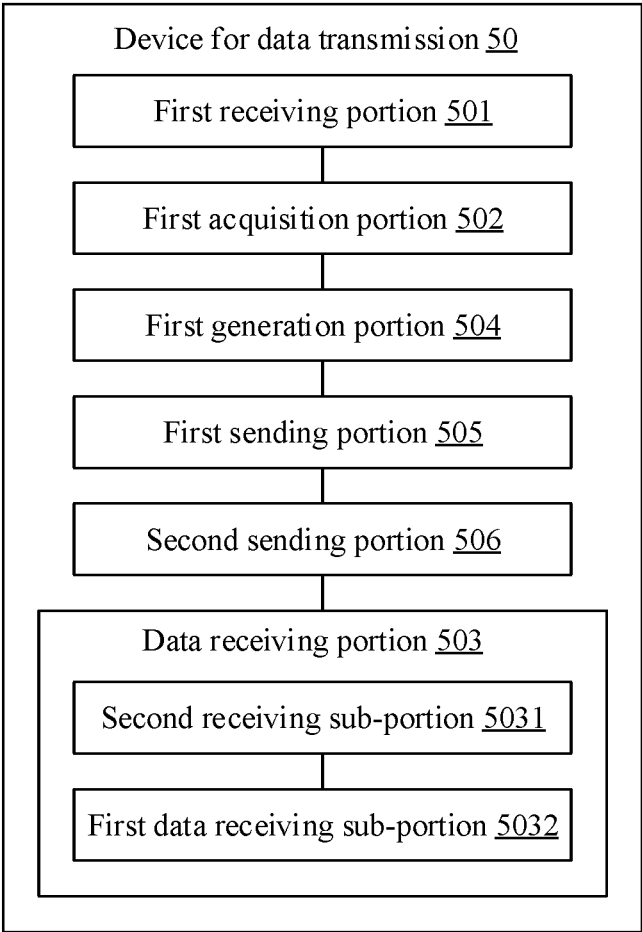 Device for data transmission 50
First receiving portion 501
First acquisition portion 502
First generation portion 504
First sending portion 505
Second sending portion 506
Data receiving portion 503
Second receiving sub-portion 5031
First data receiving sub-portion 5032